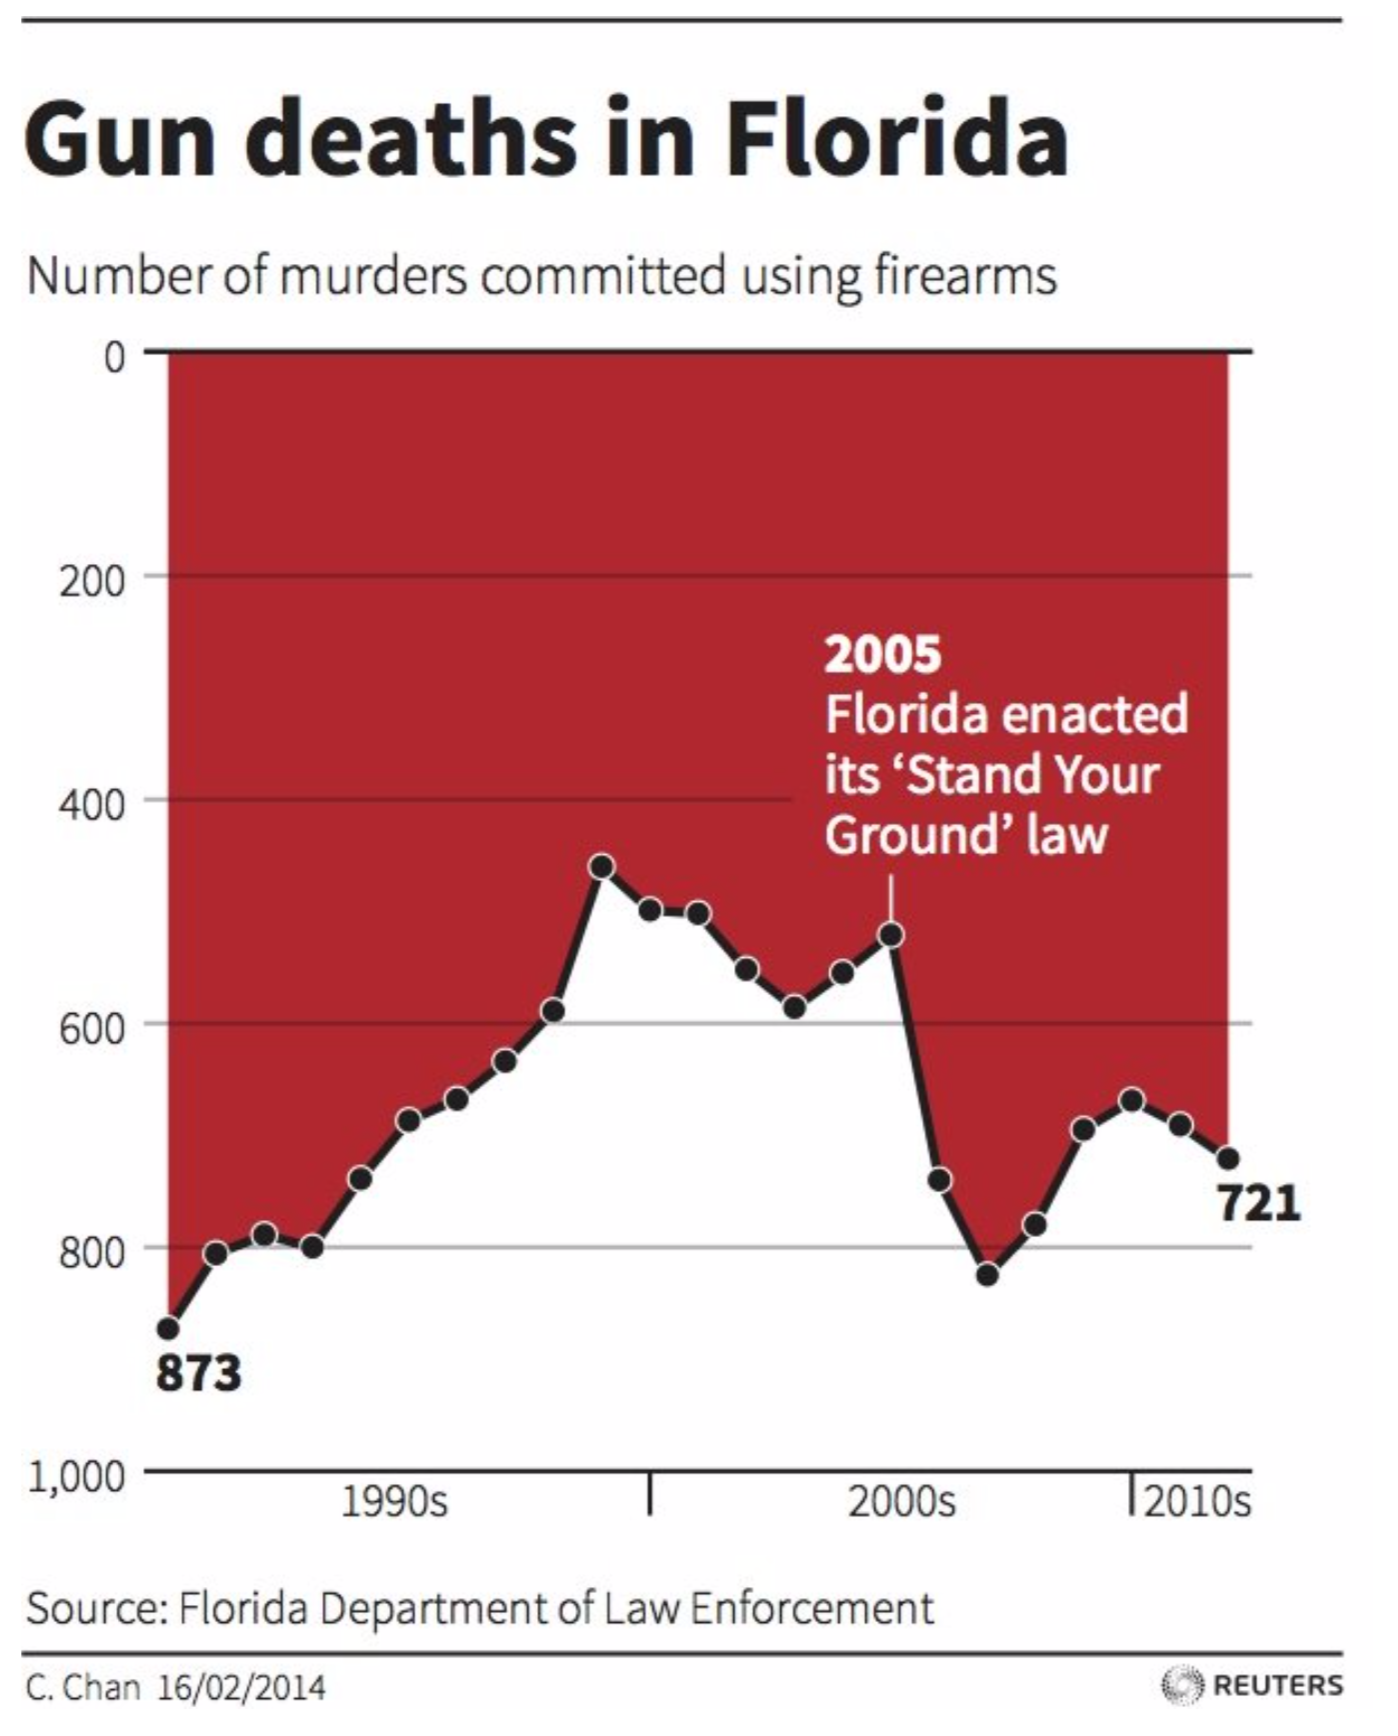 Gun deaths in Florida
Number of murders committed using firearms
0
200
2005
Florida enacted
its ‘Stand Your
Ground’ law
400
600
721
800
873
1,000
1990s 2000s 2010s
Source: Florida Department of Law Enforcement
C. Chan 16/02/2014 REUTERS